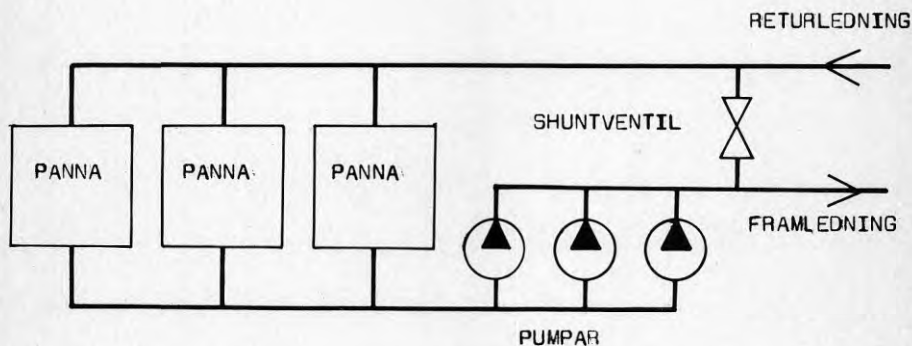 RETURLEDNING
SHUNTVENTIL
PANNA
PANNA
PANNA
FRAMLEDNING
PUMPAR